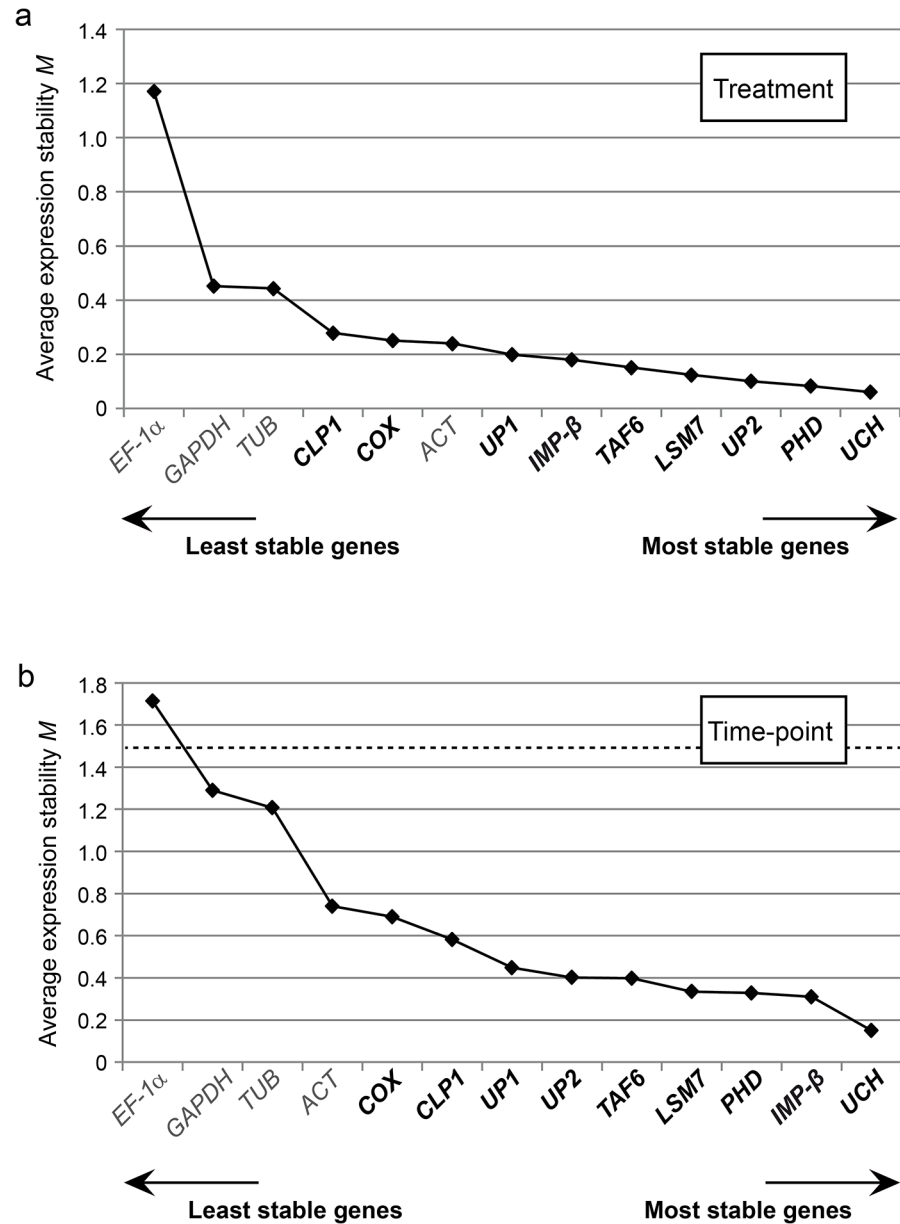 a
Average expression stability M
1.4
1.2
1.0
0.8
0.6
0.4
0.2
0
Treatment
EF-1α GAPDH TUB CLP1 COX ACT UP1 IMP-β TAF6 LSM7 UP2 PHD UCH
Least stable genes Most stable genes
b
Average expression stability M
1.8
1.6
1.4
1.2
1.0
0.8
0.6
0.4
0.2
0
Time-point
EF-1α GAPDH TUB ACT COX CLP1 UP1 UP2 TAF6 LSM7 PHD IMP-β UCH
Least stable genes Most stable genes